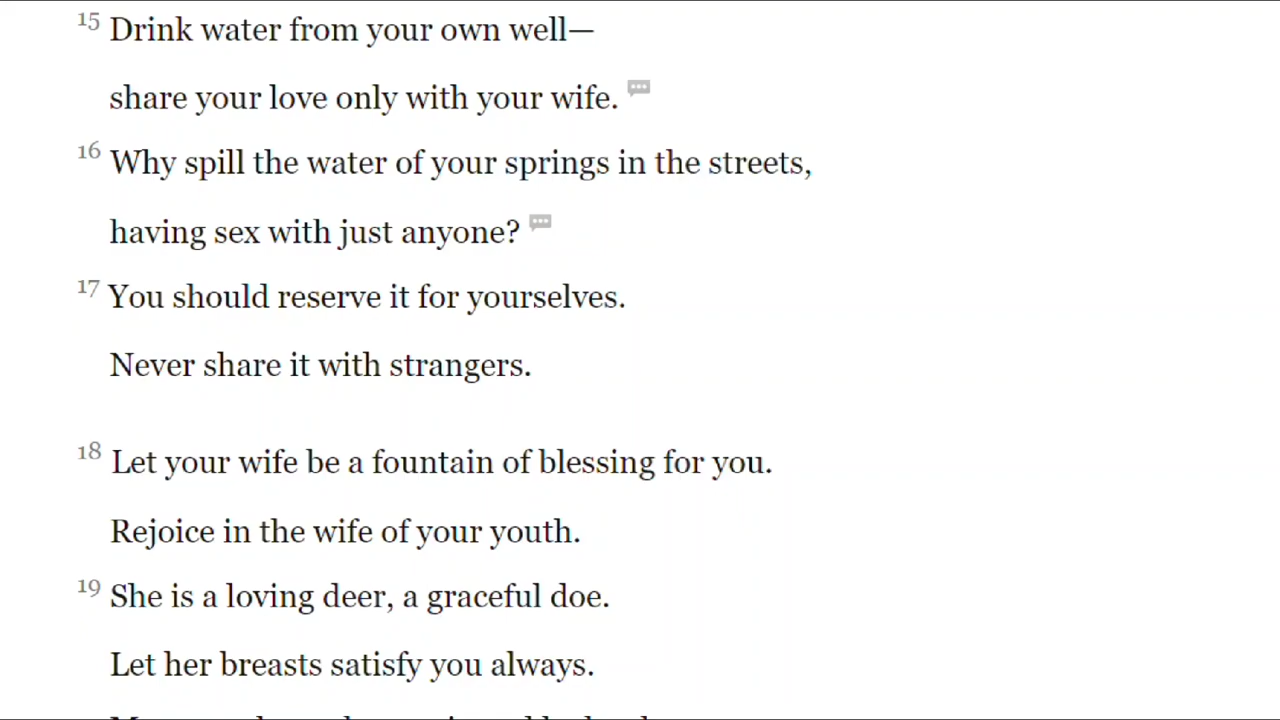 15 Drink water from your own well—
share your love only with your wife.
16 Why spill the water of your springs in the streets,
having sex with just anyone?
17 You should reserve it for yourselves.
Never share it with strangers.
18 Let your wife be a fountain of blessing for you.
Rejoice in the wife of your youth.
19 She is a loving deer, a graceful doe.
Let her breasts satisfy you always.